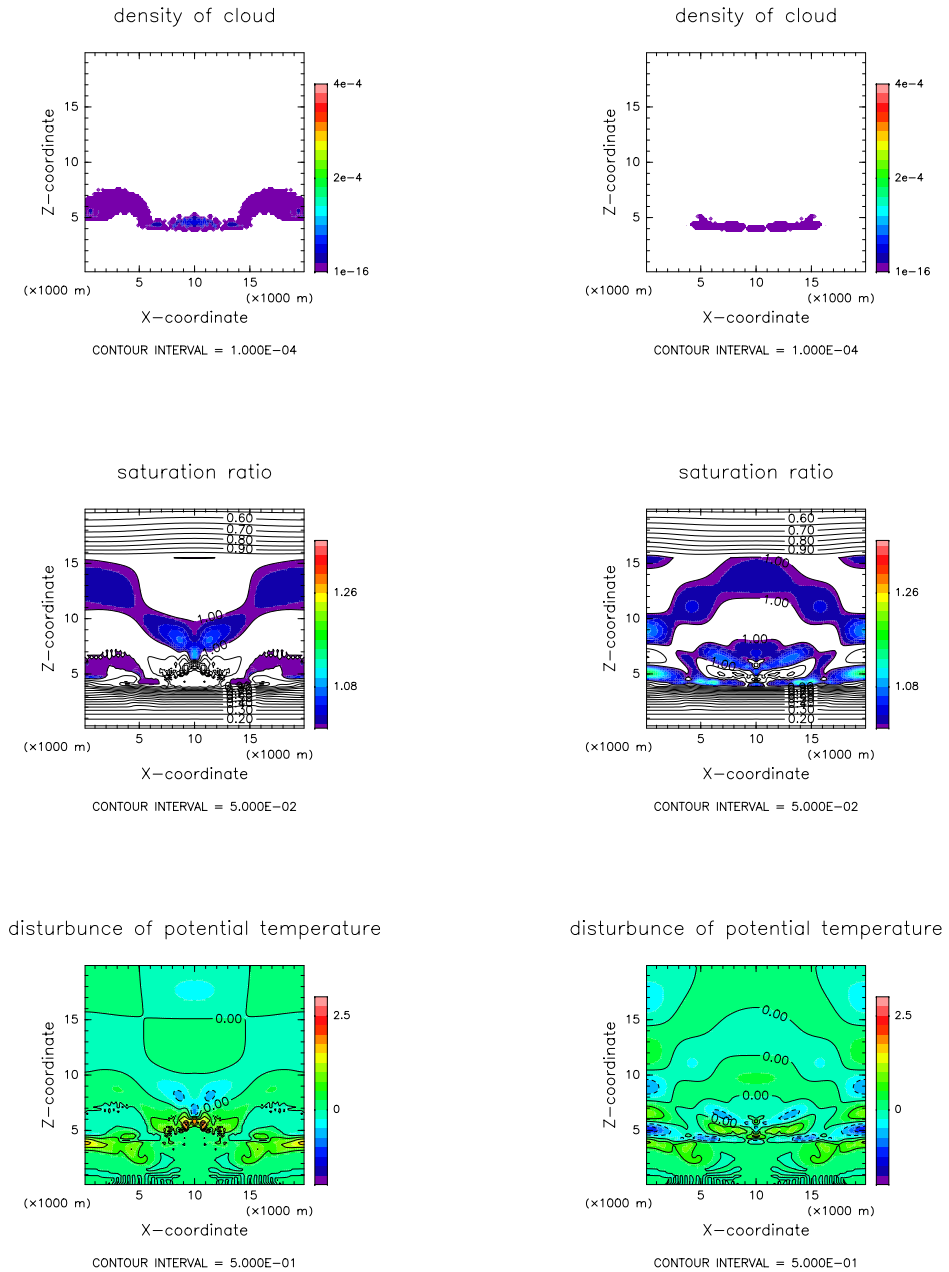 density of cloud
density of cloud
Z-coordinate
15
10
5
5
10
15
(×1000 m)
(×1000 m)
X-coordinate
CONTOUR INTERVAL = 1.000E-04
4e-4
2e-4
1e-16
Z-coordinate
15
10
5
5
10
15
(×1000 m)
(×1000 m)
X-coordinate
CONTOUR INTERVAL = 1.000E-04
4e-4
2e-4
1e-16
saturation ratio
saturation ratio
Z-coordinate
15
10
5
0.60
0.70
0.80
0.90
1.00
0.30
0.20
5
10
15
(×1000 m)
(×1000 m)
X-coordinate
CONTOUR INTERVAL = 5.000E-02
1.26
1.08
Z-coordinate
15
10
5
0.60
0.70
0.80
0.90
1.00
1.00
1.00
1.00
0.30
0.20
5
10
15
(×1000 m)
(×1000 m)
X-coordinate
CONTOUR INTERVAL = 5.000E-02
1.26
1.08
disturbunce of potential temperature
disturbunce of potential temperature
Z-coordinate
15
10
5
0.00
0.00
5
10
15
(×1000 m)
(×1000 m)
X-coordinate
CONTOUR INTERVAL = 5.000E-01
2.5
0
Z-coordinate
15
10
5
0.00
0.00
0.00
0.00
5
10
15
(×1000 m)
(×1000 m)
X-coordinate
CONTOUR INTERVAL = 5.000E-01
2.5
0